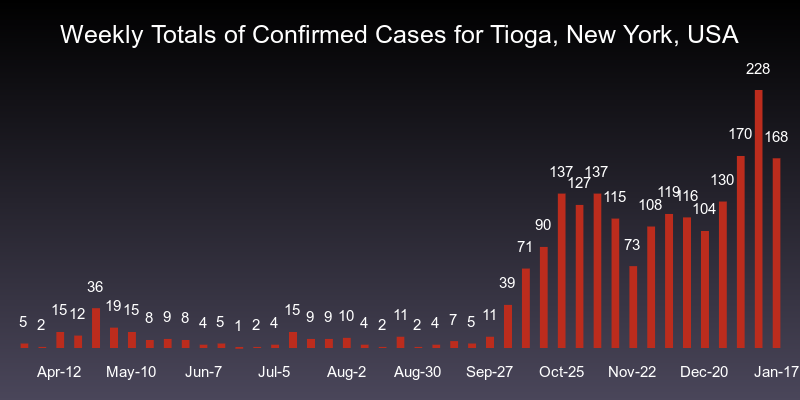 Weekly Totals of Confirmed Cases for Tioga, New York, USA
5 2 15 12 36 19 15 8 9 8 4 5 1 2 4 15 9 9 10 4 2 11 2 4 7 5 11 39 71 90 137 127 137 115 73 108 119 116 104 130 170 228 168
Apr-12 May-10 Jun-7 Jul-5 Aug-2 Aug-30 Sep-27 Oct-25 Nov-22 Dec-20 Jan-17